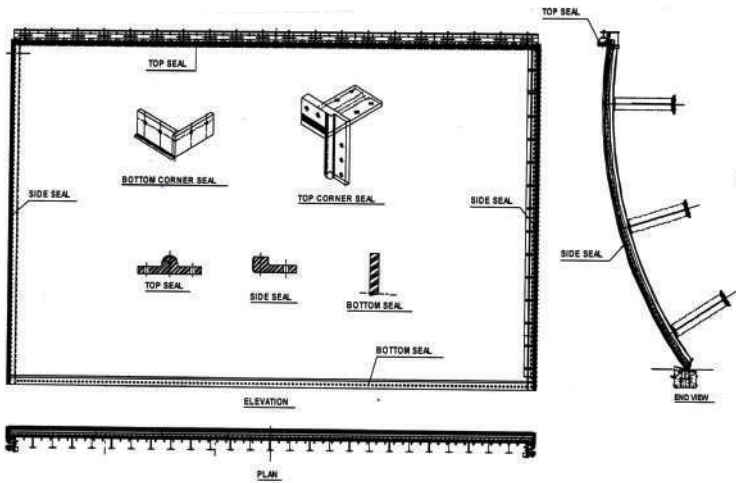 TOP SEAL
TOP SEAL
BOTTOM CORNER SEAL
TOP CORNER SEAL
SIDE SEAL
SIDE SEAL
SIDE SEAL
TOP SEAL
SIDE SEAL
BOTTOM SEAL
BOTTOM SEAL
ELEVATION
END VIEW
PLAN